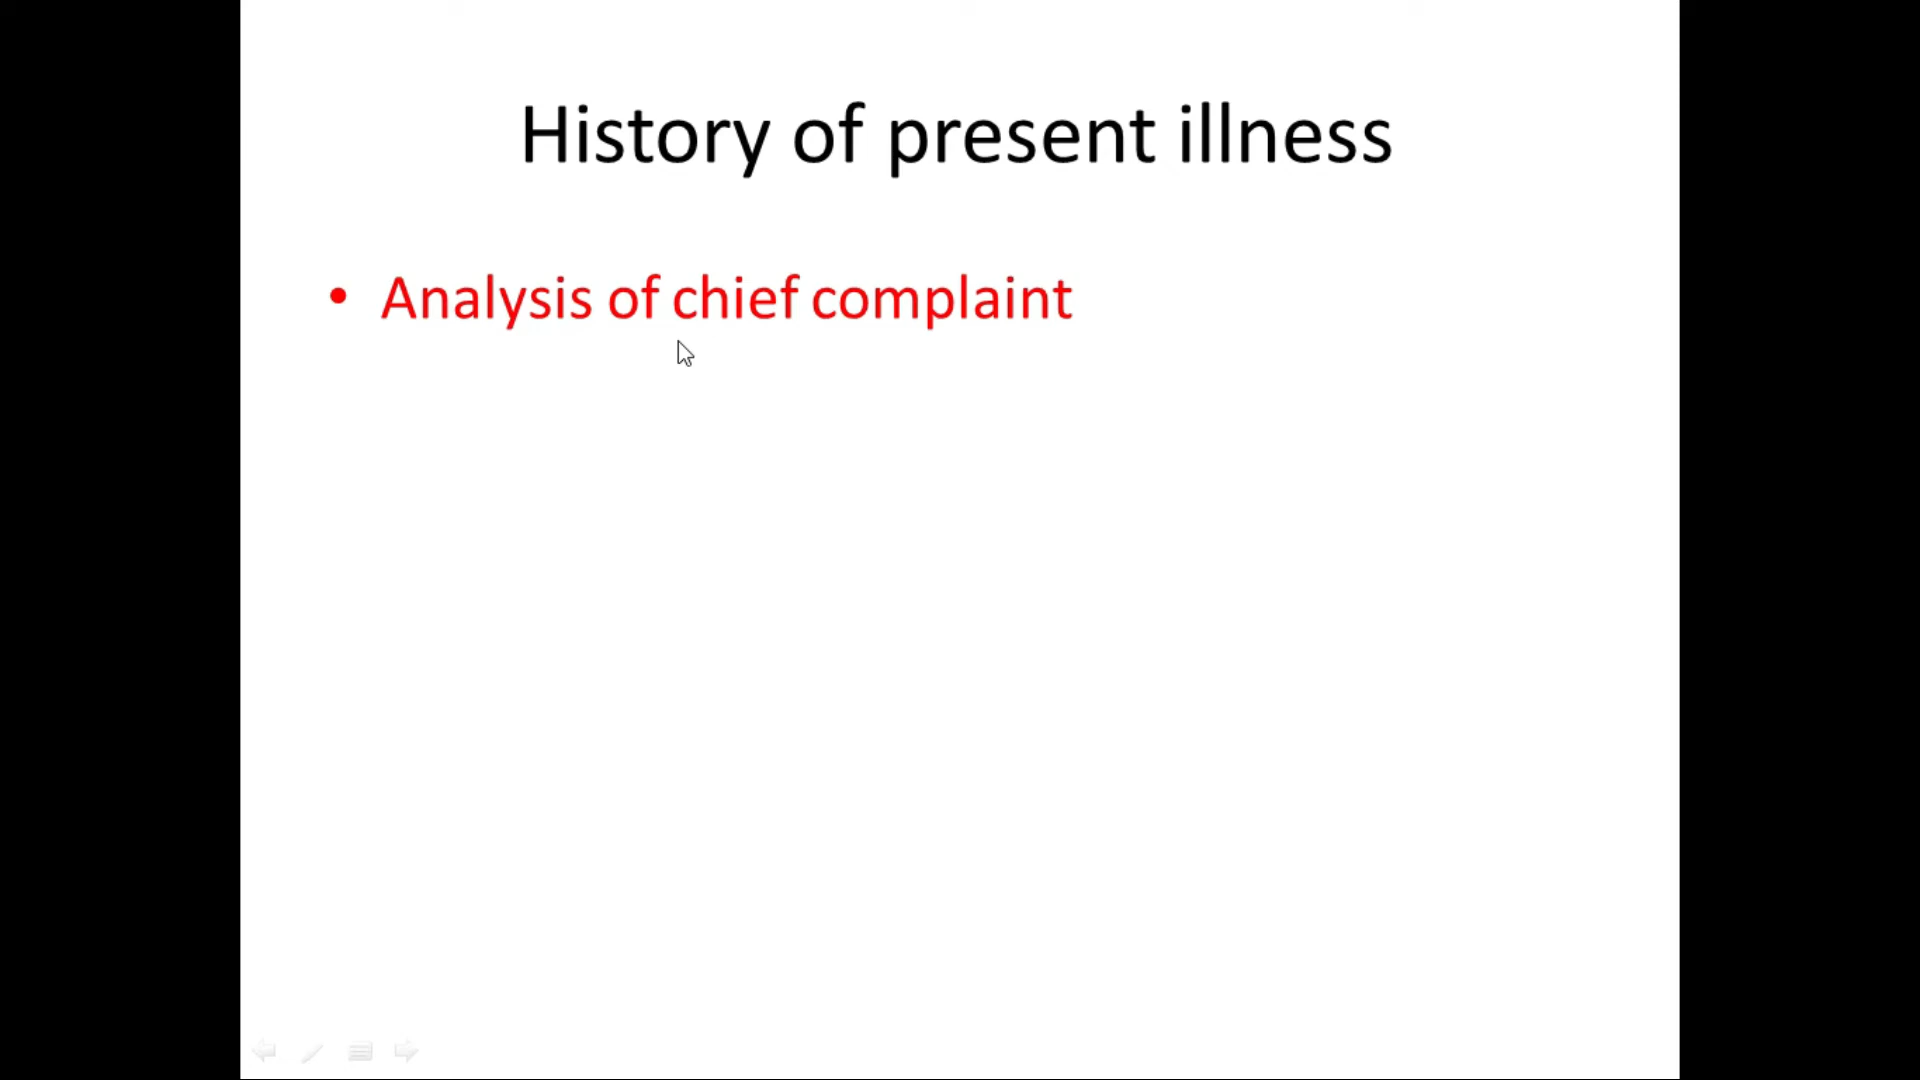 History of present illness
• Analysis of chief complaint